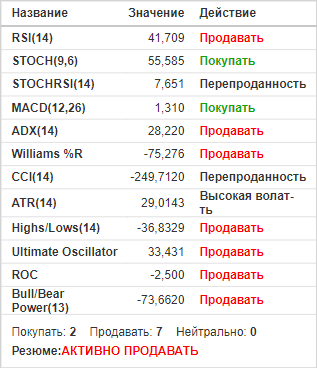 Название Значение Действие
RSI(14) 41,709 Продавать
STOCH(9,6) 55,585 Покупать
STOCHRSI(14) 7,651 Перепроданность
MACD(12,26) 1,310 Покупать
ADX(14) 28,220 Продавать
Williams %R -75,276 Продавать
CCI(14) -249,7120 Перепроданность
ATR(14) 29,0143 Высокая волат-
ть
Highs/Lows(14) -36,8329 Продавать
Ultimate Oscillator 33,431 Продавать
ROC -2,500 Продавать
Bull/Bear
Power(13) -73,6620 Продавать
Покупать: 2 Продавать: 7 Нейтрально: 0
Резюме:АКТИВНО ПРОДАВАТЬ